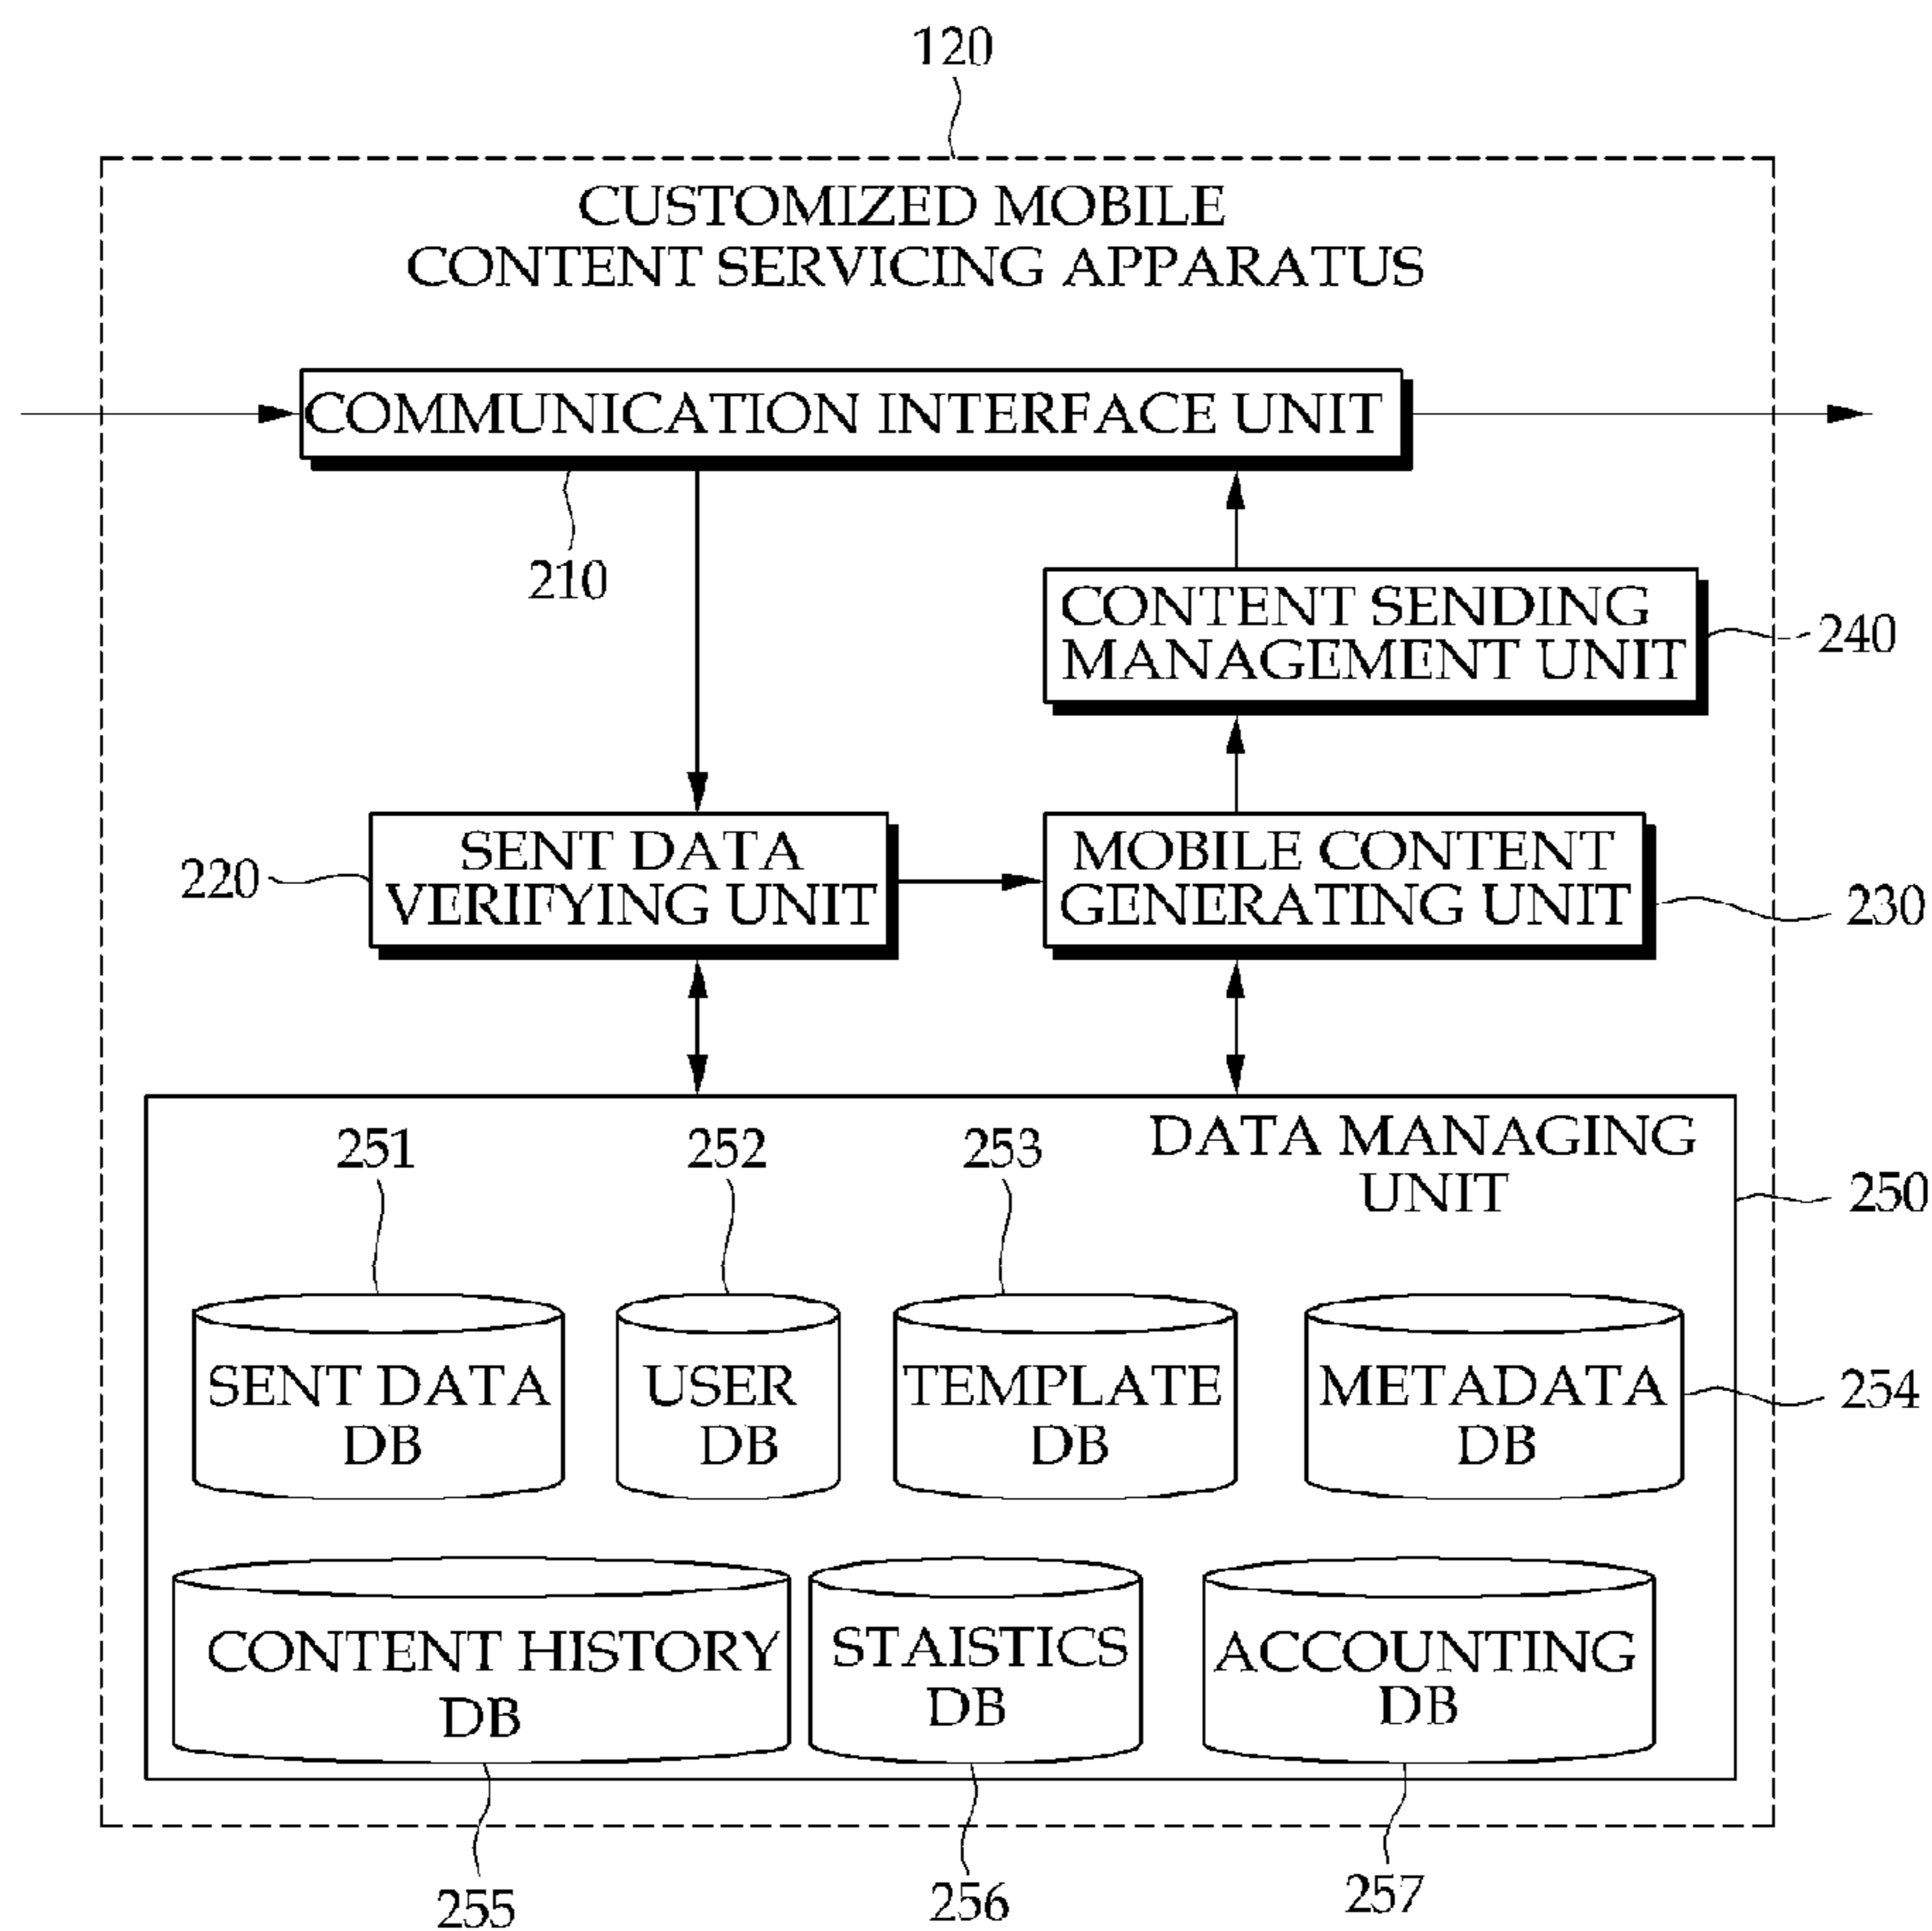 120
CUSTOMIZED MOBILE
CONTENT SERVICING APPARATUS
COMMUNICATION INTERFACE UNIT
210
CONTENT SENDING
MANAGEMENT UNIT
240
SENT DATA
VERIFYING UNIT
220
MOBILE CONTENT
GENERATING UNIT
230
DATA MANAGING
UNIT
250
251
252
253
SENT DATA
DB
USER
DB
TEMPLATE
DB
METADATA
DB
254
CONTENT HISTORY
DB
STAISTICS
DB
ACCOUNTING
DB
255
256
257